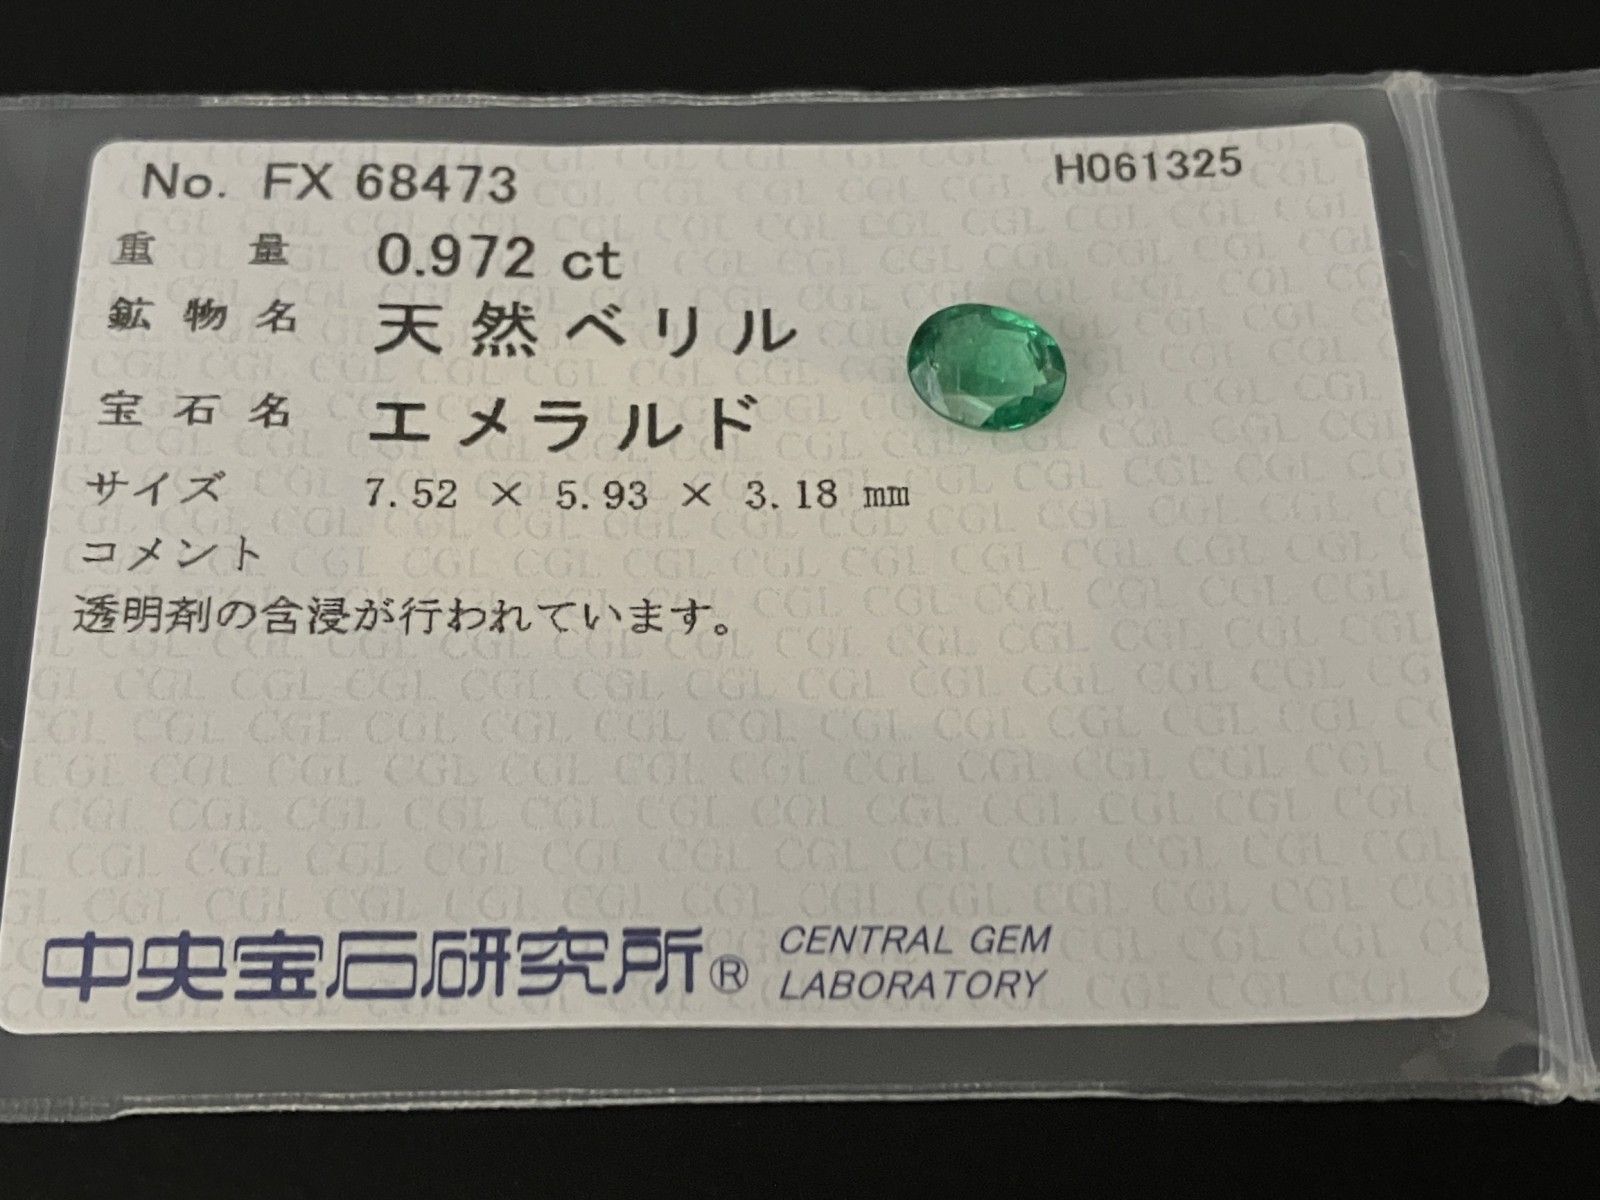 No. FX 68473 H061325
重量 0.972 ct
鉱物名 天然ベリル
宝石名 エメラルド
サイズ 7.52 × 5.93 × 3.18 mm
コメント
透明剤の含浸が行われています。
中央宝石研究所® CENTRAL GEM
LABORATORY